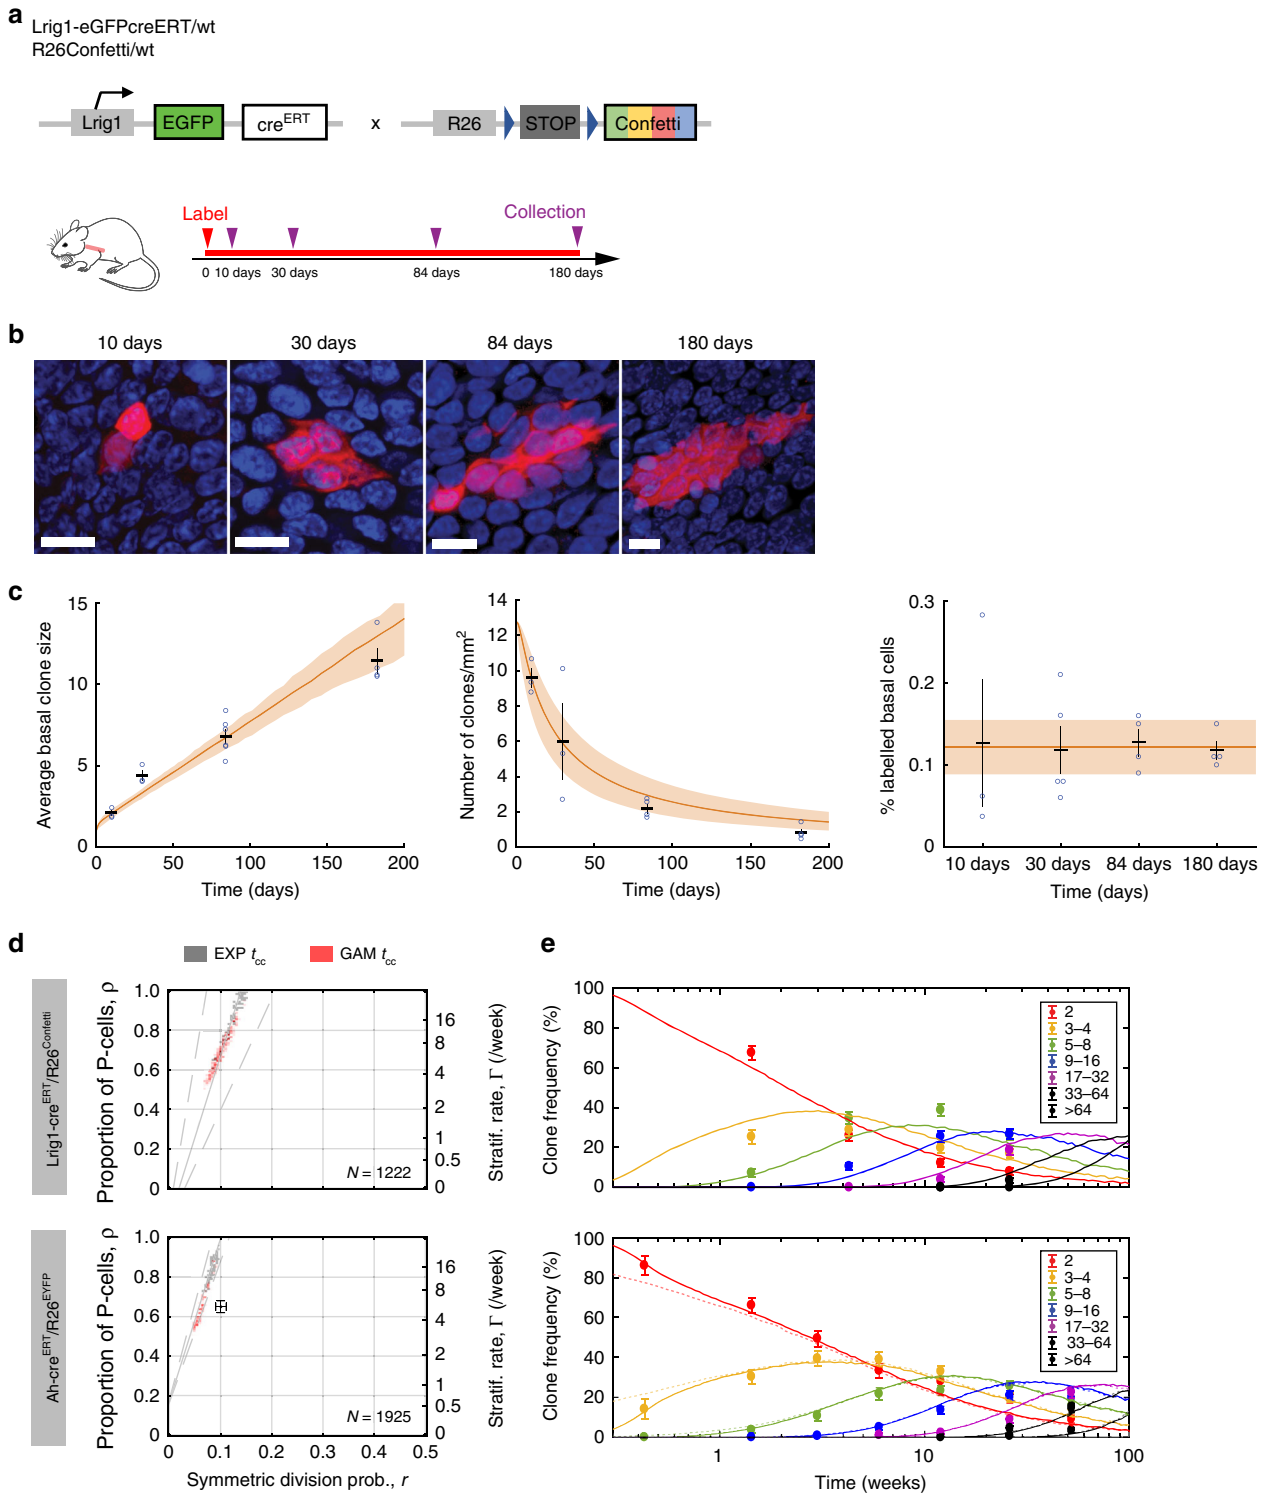 a
Lrig1-eGFPcreERT/wt
R26Confetti/wt
Lrig1 EGFP creERT x R26 STOP Confetti
Label Collection
0 10 days 30 days 84 days 180 days
b
10 days 30 days 84 days 180 days
c
Average basal clone size
15
10
5
0
0 50 100 150 200
Time (days)
Number of clones/mm2
14
12
10
8
6
4
2
0
0 50 100 150 200
Time (days)
% labelled basal cells
0.3
0.2
0.1
0
10 days 30 days 84 days 180 days
Time (days)
d
EXP tcc GAM tcc
Lrig1-creERT/R26Confetti
Proportion of P-cells, ρ
1.0
0.8
0.6
0.4
0.2
0
N = 1222
16
8
4
2
1
0.5
0
Stratif. rate, Γ (/week)
Ah-creERT/R26EYFP
Proportion of P-cells, ρ
1.0
0.8
0.6
0.4
0.2
0
N = 1925
16
8
4
2
1
0.5
0
Stratif. rate, Γ (/week)
0 0.1 0.2 0.3 0.4 0.5
Symmetric division prob., r
e
Clone frequency (%)
100
80
60
40
20
0
2
3–4
5–8
9–16
17–32
33–64
>64
Clone frequency (%)
100
80
60
40
20
0
2
3–4
5–8
9–16
17–32
33–64
>64
1 10 100
Time (weeks)